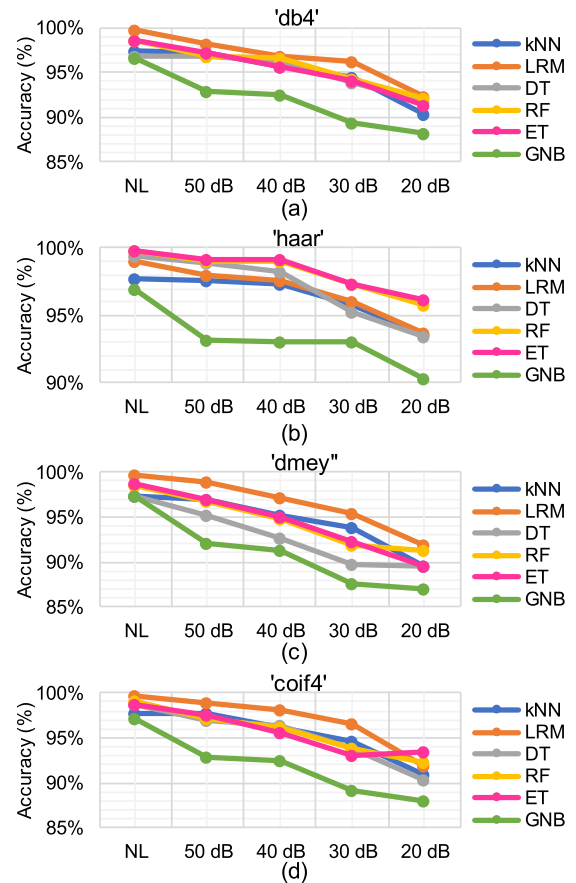 'db4'
Accuracy (%)
100%
95%
90%
85%
NL 50 dB 40 dB 30 dB 20 dB
kNN
LRM
DT
RF
ET
GNB
(a)
'haar'
Accuracy (%)
100%
95%
90%
NL 50 dB 40 dB 30 dB 20 dB
kNN
LRM
DT
RF
ET
GNB
(b)
'dmey"
Accuracy (%)
100%
95%
90%
85%
NL 50 dB 40 dB 30 dB 20 dB
kNN
LRM
DT
RF
ET
GNB
(c)
'coif4'
Accuracy (%)
100%
95%
90%
85%
NL 50 dB 40 dB 30 dB 20 dB
kNN
LRM
DT
RF
ET
GNB
(d)